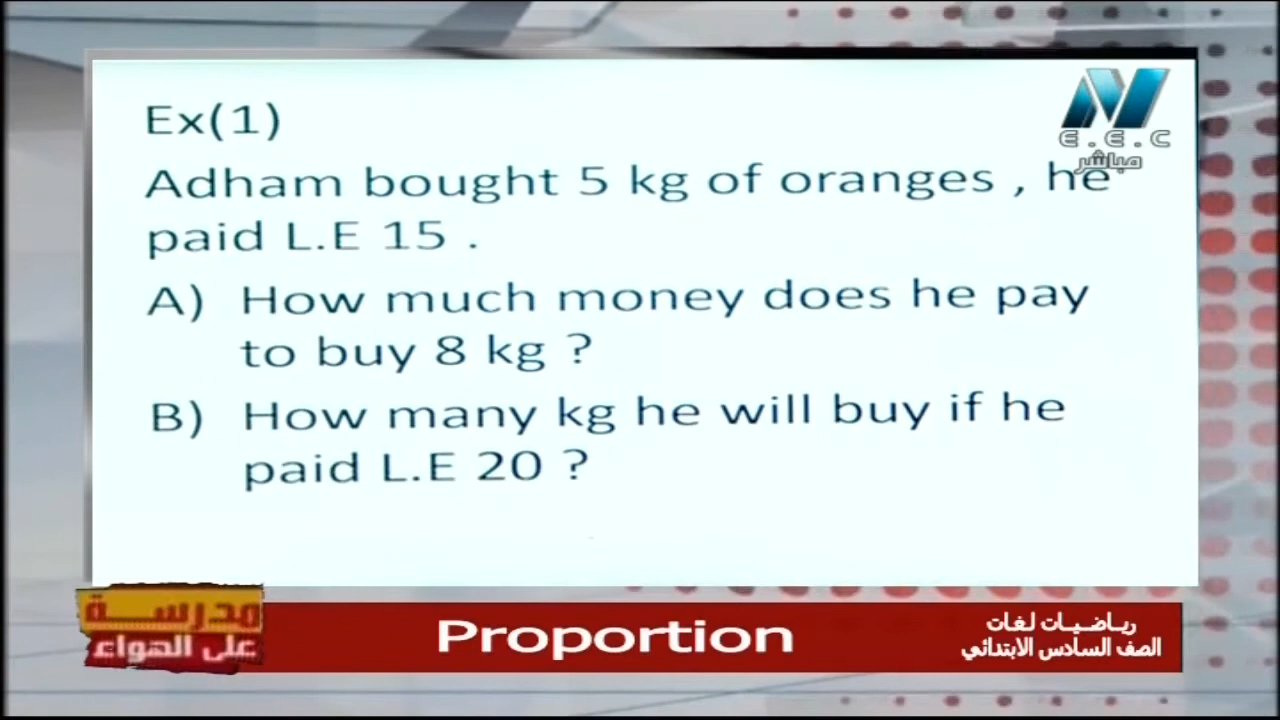 Ex(1)
Adham bought 5 kg of oranges , he
paid L.E 15 .
A) How much money does he pay
to buy 8 kg ?
B) How many kg he will buy if he
paid L.E 20 ?
E.E.C
مباشر
مدرسة
على الهواء
Proportion
رياضيات لغات
الصف السادس الابتدائي